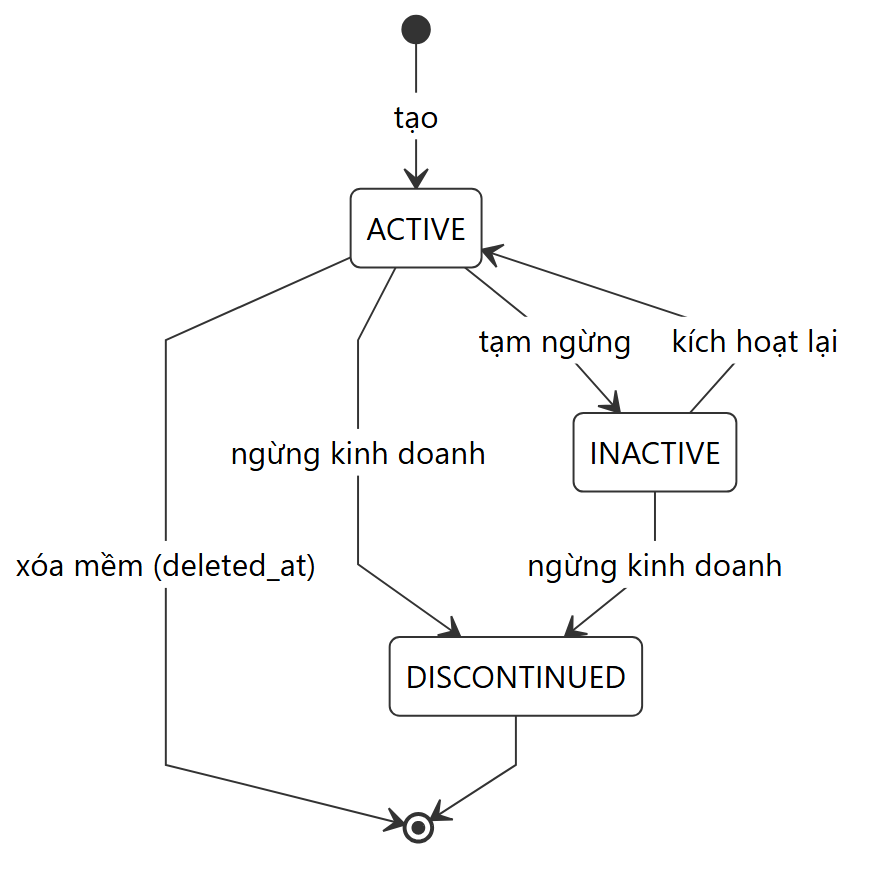 tạo
ACTIVE
tạm ngừng
kích hoạt lại
ngừng kinh doanh
INACTIVE
xóa mềm (deleted_at)
ngừng kinh doanh
DISCONTINUED